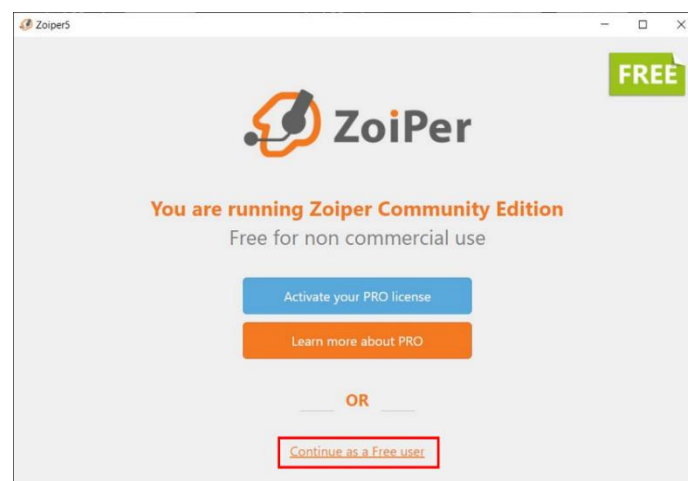 Zoiper5
FREE
ZoiPer
You are running Zoiper Community Edition
Free for non commercial use
Activate your PRO license
Learn more about PRO
OR
Continue as a Free user